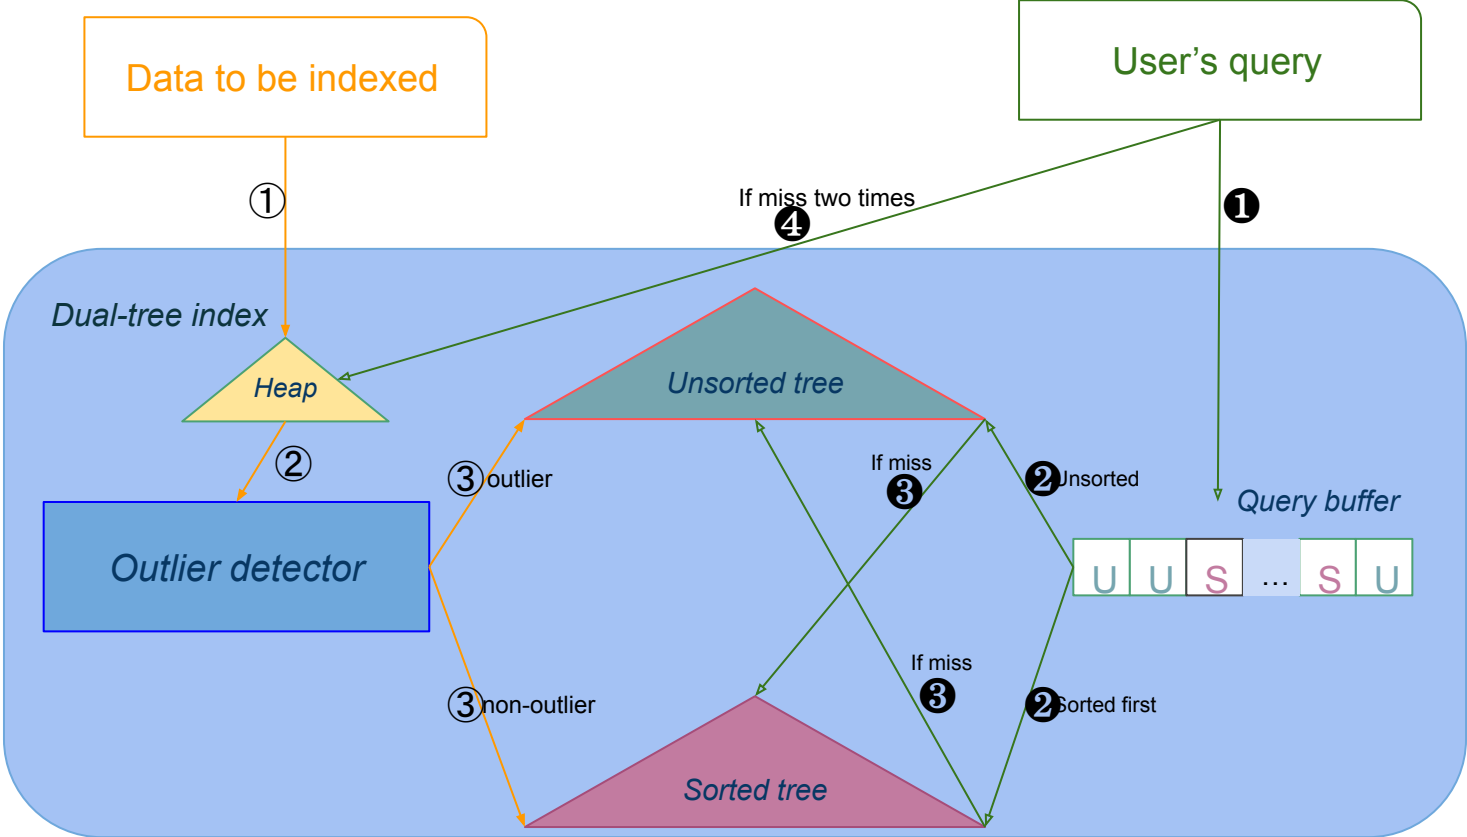 Data to be indexed
User’s query
①
If miss two times
❹
❶
Dual-tree index
Heap
Unsorted tree
②
③ outlier
If miss
❸
❷ Unsorted
Query buffer
Outlier detector
U U S ... S U
If miss
❸
③ non-outlier
❷ Sorted first
Sorted tree